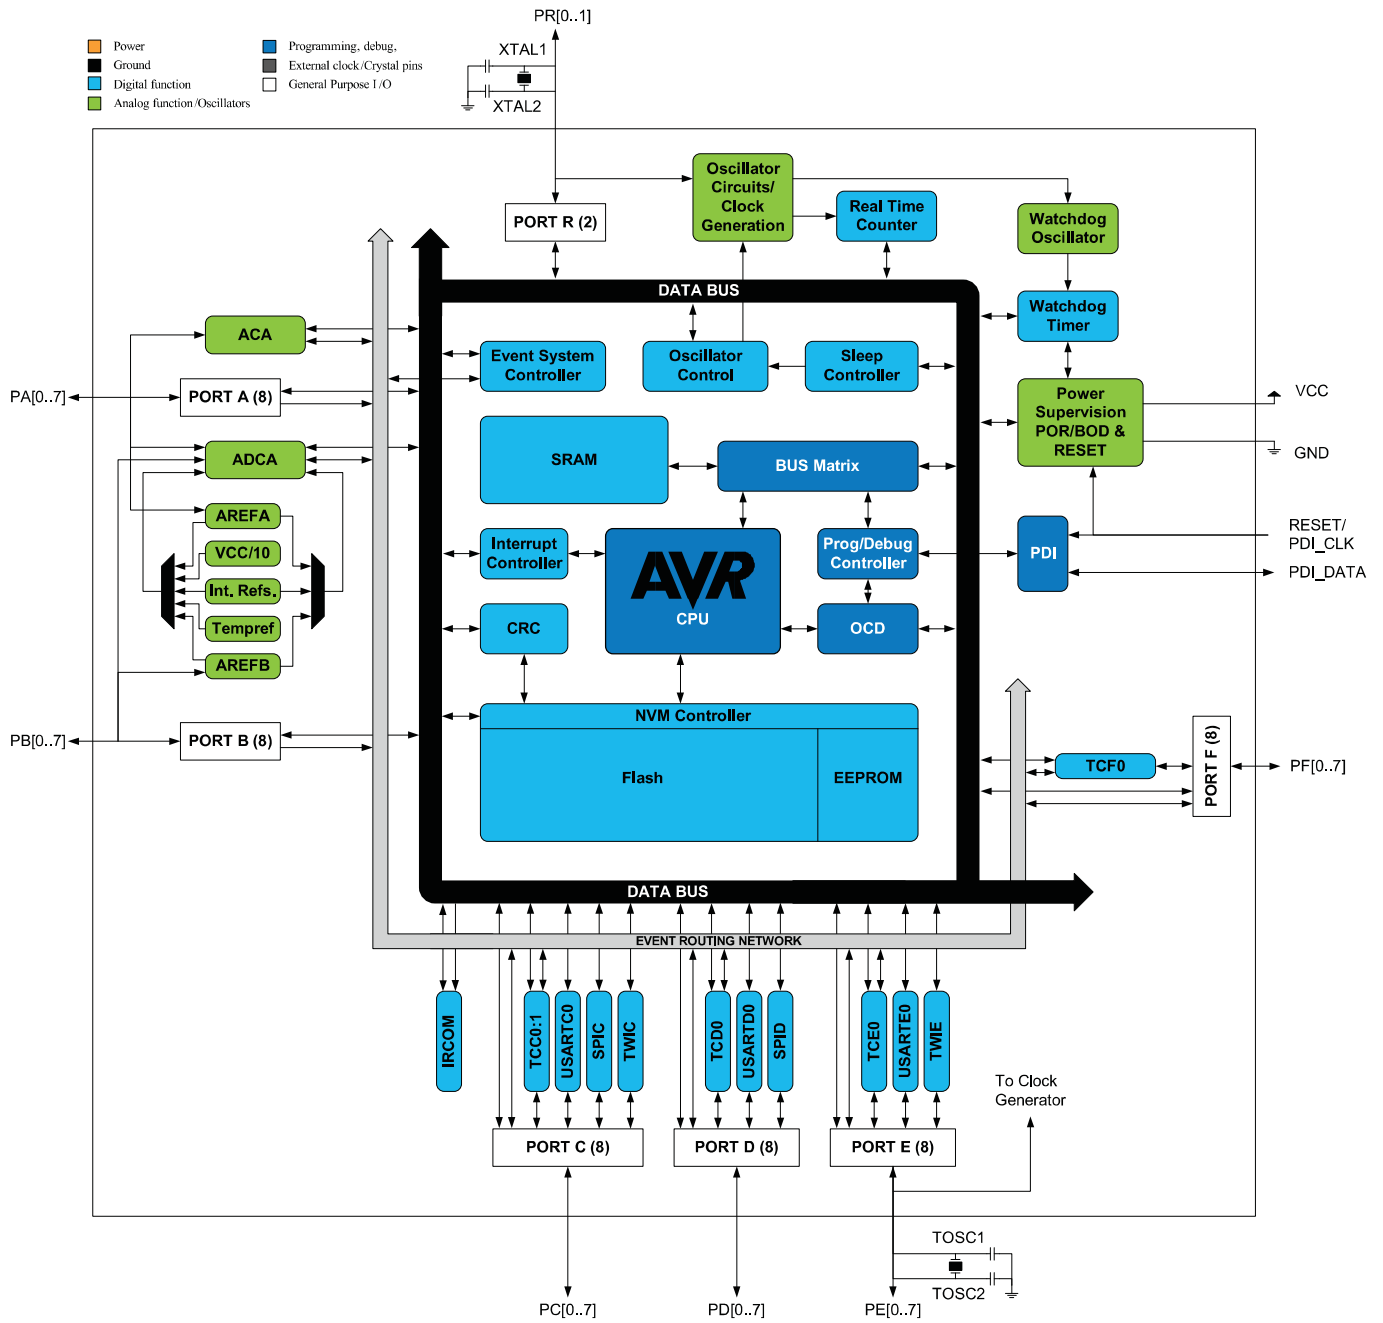 PR[0..1]
Power
Ground
Digital function
Analog function/Oscillators
Programming, debug,
External clock/Crystal pins
General Purpose I/O
XTAL1
XTAL2
Oscillator
Circuits/
Clock
Generation
Real Time
Counter
Watchdog
Oscillator
PORT R (2)
DATA BUS
Watchdog
Timer
ACA
Event System
Controller
Oscillator
Control
Sleep
Controller
PA[0..7]
PORT A (8)
Power
Supervision
POR/BOD &
RESET
VCC
GND
ADCA
SRAM
BUS Matrix
AREFA
VCC/10
Int. Refs.
Tempref
AREFB
Interrupt
Controller
AVR
CPU
Prog/Debug
Controller
PDI
RESET/
PDI_CLK
PDI_DATA
CRC
OCD
NVM Controller
Flash
EEPROM
PB[0..7]
PORT B (8)
TCF0
PORT F (8)
PF[0..7]
DATA BUS
EVENT ROUTING NETWORK
IRCOM
TCC0:1
USARTC0
SPIC
TWIC
TCD0
USARTD0
SPID
TCE0
USARTE0
TWIE
To Clock
Generator
PORT C (8)
PORT D (8)
PORT E (8)
TOSC1
TOSC2
PC[0..7]
PD[0..7]
PE[0..7]